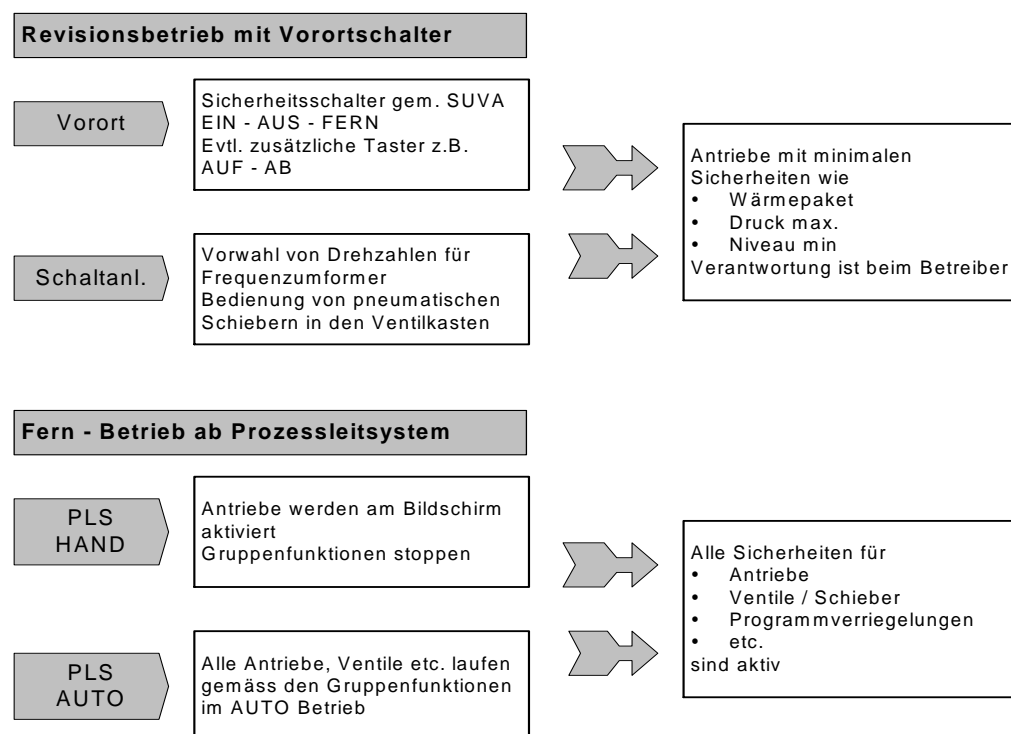 Revisionsbetrieb mit Vorortschalter
Vorort
Sicherheitsschalter gem. SUVA
EIN - AUS - FERN
Evtl. zusätzliche Taster z.B.
AUF - AB
Schaltanl.
Vorwahl von Drehzahlen für
Frequenzumformer
Bedienung von pneumatischen
Schiebern in den Ventilkasten
Antriebe mit minimalen
Sicherheiten wie
• Wärmepaket
• Druck max.
• Niveau min
Verantwortung ist beim Betreiber
Fern - Betrieb ab Prozessleitsystem
PLS
HAND
Antriebe werden am Bildschirm
aktiviert
Gruppenfunktionen stoppen
PLS
AUTO
Alle Antriebe, Ventile etc. laufen
gemäss den Gruppenfunktionen
im AUTO Betrieb
Alle Sicherheiten für
• Antriebe
• Ventile / Schieber
• Programmverriegelungen
• etc.
sind aktiv